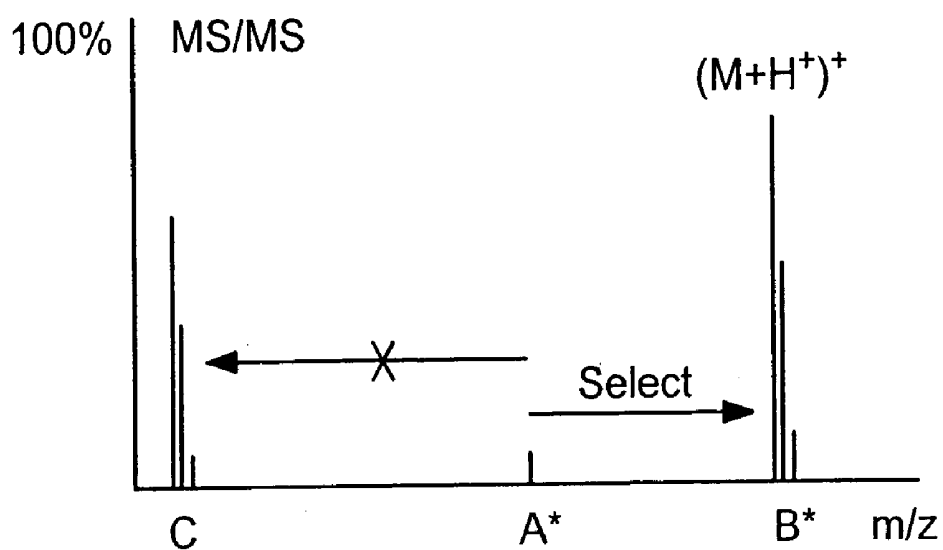 100% MS/MS
(M+H⁺)⁺
X
Select
C A* B* m/z